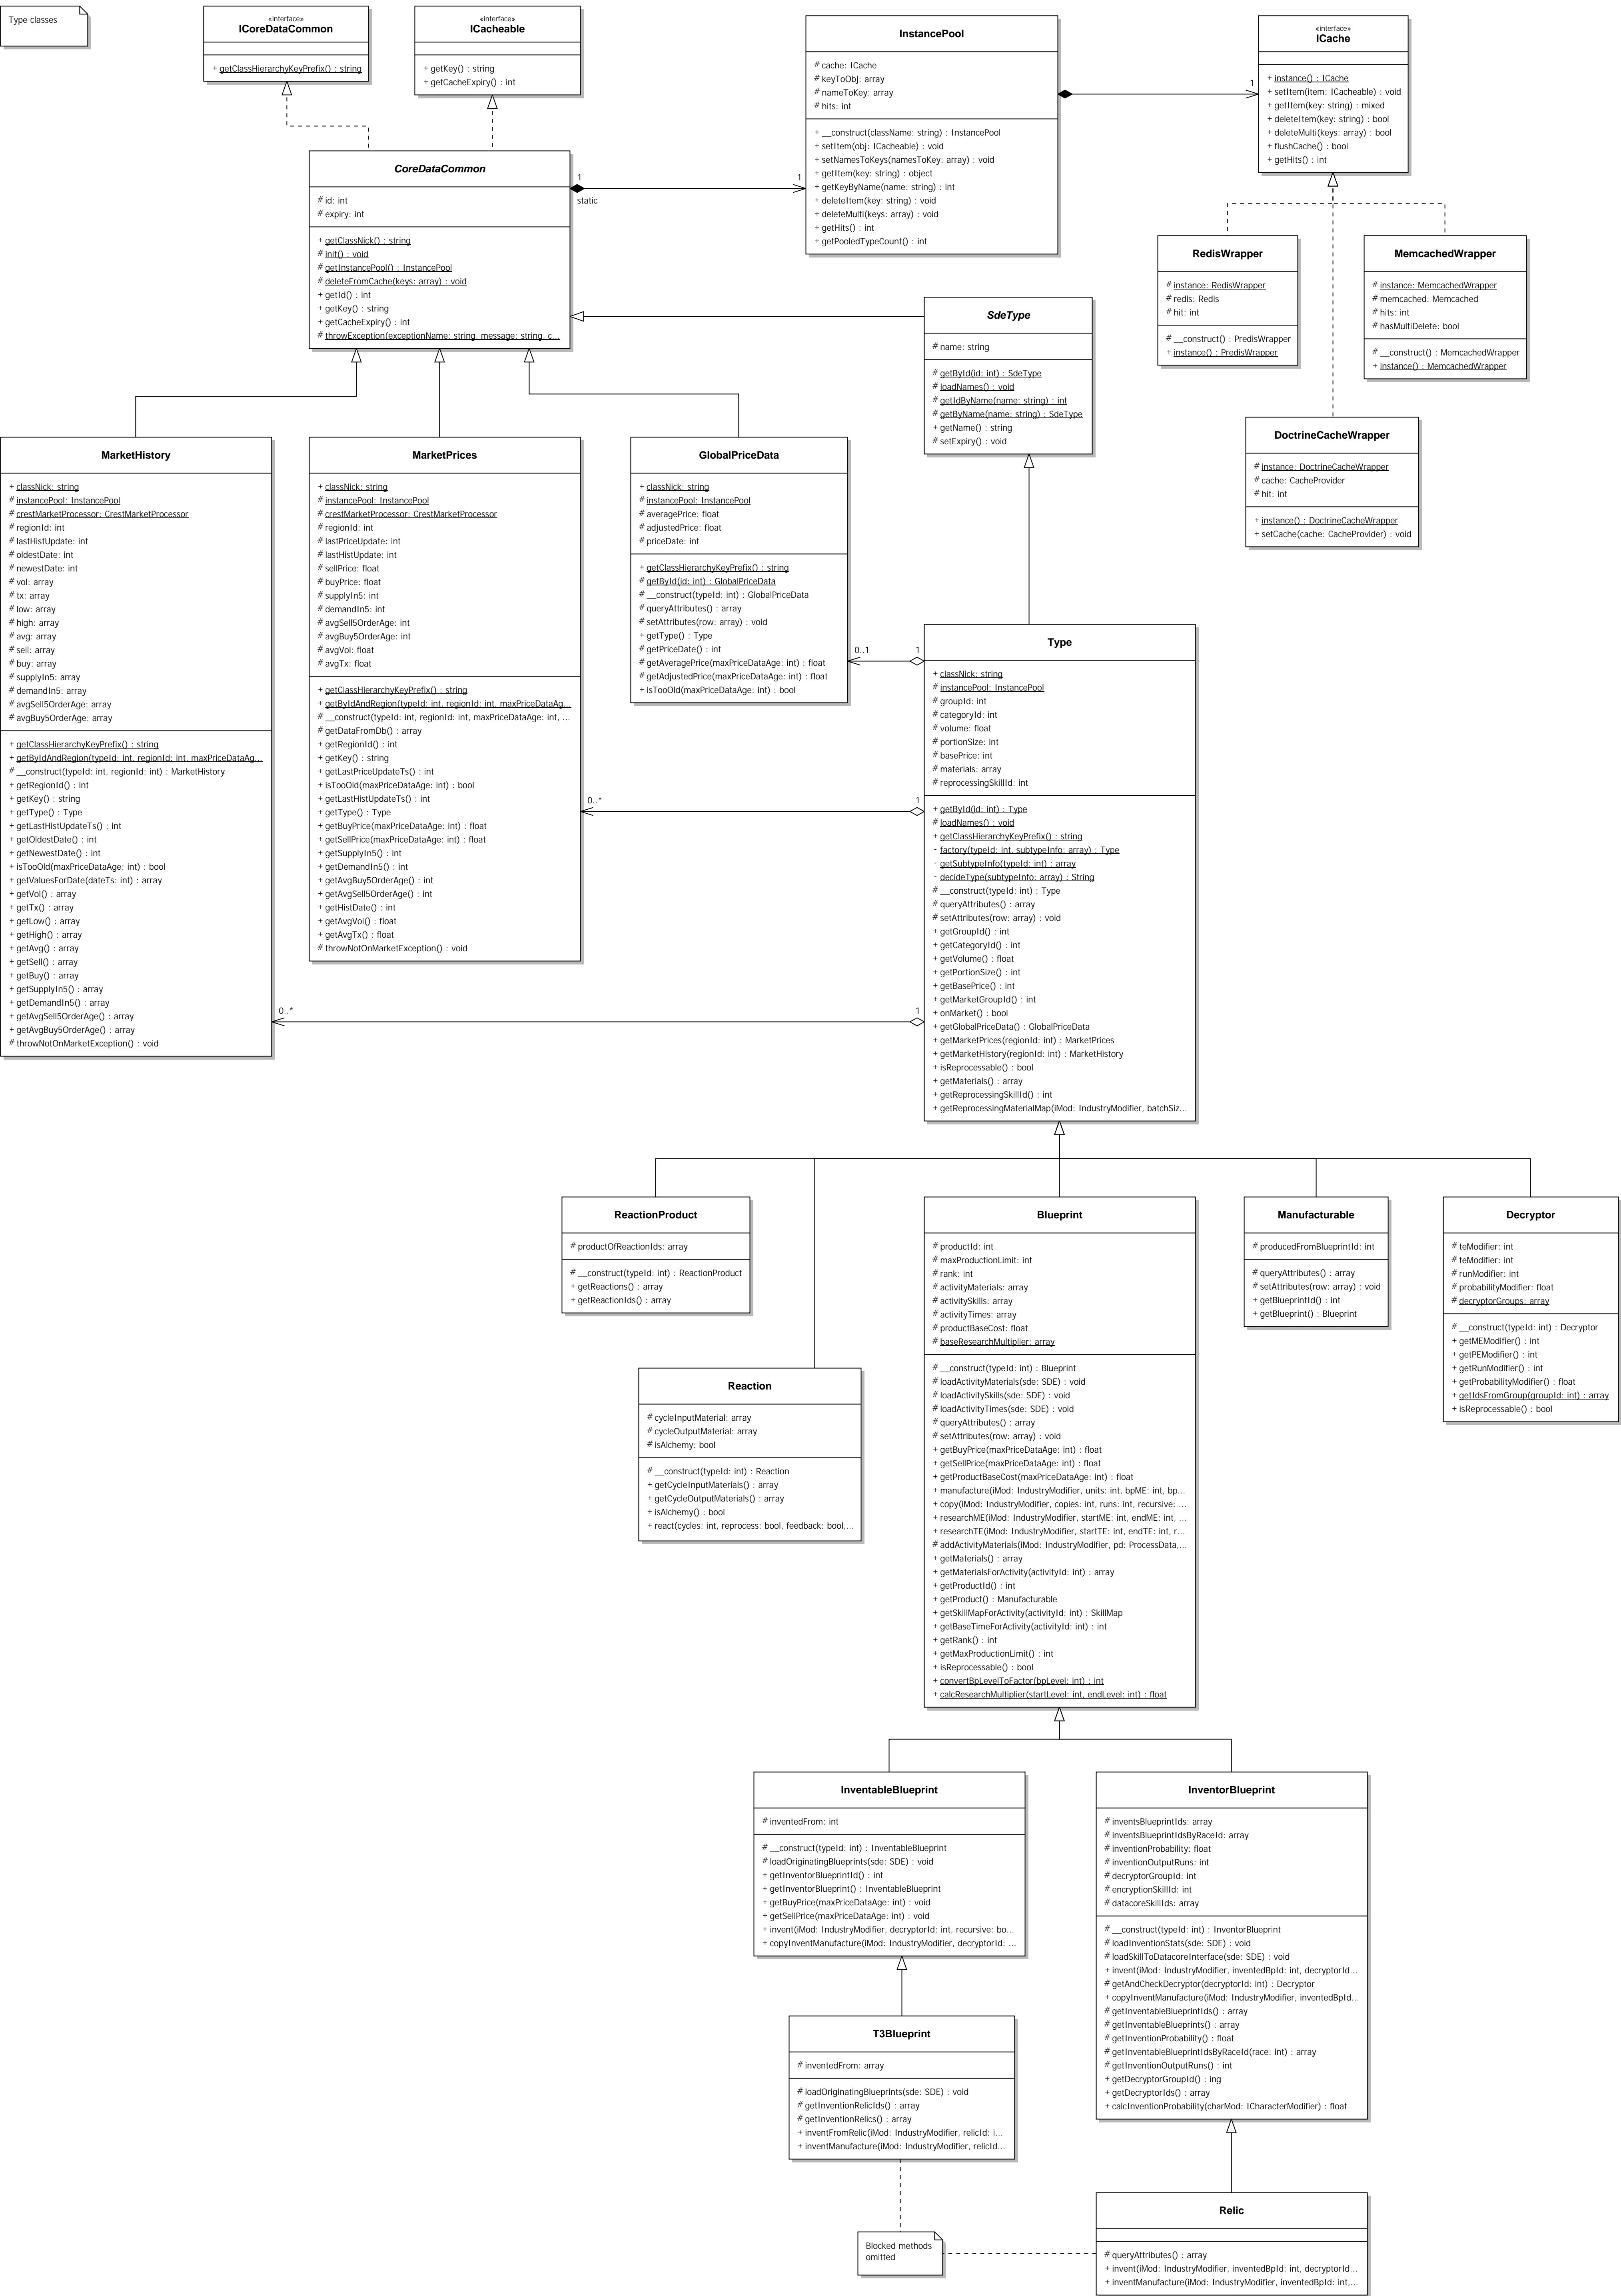 Type classes
«interface»
ICoreDataCommon
+ getClassHierarchyKeyPrefix() : string
«interface»
ICacheable
+ getKey() : string
+ getCacheExpiry() : int
InstancePool
# cache: ICache
# keyToObj: array
# nameToKey: array
# hits: int
+ __construct(className: string) : InstancePool
+ setItem(obj: ICacheable) : void
+ setNamesToKeys(namesToKey: array) : void
+ getItem(key: string) : object
+ getKeyByName(name: string) : int
+ deleteItem(key: string) : void
+ deleteMulti(keys: array) : void
+ getHits() : int
+ getPooledTypeCount() : int
1
«interface»
ICache
+ instance() : ICache
+ setItem(item: ICacheable) : void
+ getItem(key: string) : mixed
+ deleteItem(key: string) : bool
+ deleteMulti(keys: array) : bool
+ flushCache() : bool
+ getHits() : int
CoreDataCommon
# id: int
# expiry: int
+ getClassNick() : string
# init() : void
# getInstancePool() : InstancePool
+ deleteFromCache(keys: array) : void
+ getId() : int
+ getKey() : string
+ getCacheExpiry() : int
# throwException(exceptionName: string, message: string, c...
1
static
1
RedisWrapper
# instance: RedisWrapper
# redis: Redis
# hit: int
# __construct() : PredisWrapper
+ instance() : PredisWrapper
MemcachedWrapper
# instance: MemcachedWrapper
# memcached: Memcached
# hits: int
# hasMultiDelete: bool
# __construct() : MemcachedWrapper
+ instance() : MemcachedWrapper
SdeType
# name: string
# getById(id: int) : SdeType
# loadNames() : void
# getIdByName(name: string) : int
# getByName(name: string) : SdeType
+ getName() : string
# setExpiry() : void
DoctrineCacheWrapper
# instance: DoctrineCacheWrapper
# cache: CacheProvider
# hit: int
+ instance() : DoctrineCacheWrapper
+ setCache(cache: CacheProvider) : void
MarketHistory
+ classNick: string
# instancePool: InstancePool
# crestMarketProcessor: CrestMarketProcessor
# regionId: int
# lastHistUpdate: int
# oldestDate: int
# newestDate: int
# vol: array
# tx: array
# low: array
# high: array
# avg: array
# sell: array
# buy: array
# supplyIn5: array
# demandIn5: array
# avgSell5OrderAge: array
# avgBuy5OrderAge: array
+ getClassHierarchyKeyPrefix() : string
+ getByIdAndRegion(typeId: int, regionId: int, maxPriceDataAg...
# __construct(typeId: int, regionId: int) : MarketHistory
+ getRegionId() : int
+ getKey() : string
+ getType() : Type
+ getLastHistUpdateTs() : int
+ getOldestDate() : int
+ getNewestDate() : int
+ isTooOld(maxPriceDataAge: int) : bool
+ getValuesForDate(dateTs: int) : array
+ getVol() : array
+ getTx() : array
+ getLow() : array
+ getHigh() : array
+ getAvg() : array
+ getSell() : array
+ getBuy() : array
+ getSupplyIn5() : array
+ getDemandIn5() : array
+ getAvgSell5OrderAge() : array
+ getAvgBuy5OrderAge() : array
# throwNotOnMarketException() : void
MarketPrices
+ classNick: string
# instancePool: InstancePool
# crestMarketProcessor: CrestMarketProcessor
# regionId: int
# lastPriceUpdate: int
# lastHistUpdate: int
# sellPrice: float
# buyPrice: float
# supplyIn5: int
# demandIn5: int
# avgSell5OrderAge: int
# avgBuy5OrderAge: int
# avgVol: float
# avgTx: float
+ getClassHierarchyKeyPrefix() : string
+ getByIdAndRegion(typeId: int, regionId: int, maxPriceDataAg...
# __construct(typeId: int, regionId: int, maxPriceDataAge: int, ...
# getDataFromDb() : array
+ getRegionId() : int
+ getKey() : string
+ getLastPriceUpdateTs() : int
+ isTooOld(maxPriceDataAge: int) : bool
+ getLastHistUpdateTs() : int
+ getType() : Type
+ getBuyPrice(maxPriceDataAge: int) : float
+ getSellPrice(maxPriceDataAge: int) : float
+ getSupplyIn5() : int
+ getDemandIn5() : int
+ getAvgBuy5OrderAge() : int
+ getAvgSell5OrderAge() : int
+ getHistDate() : int
+ getAvgVol() : float
+ getAvgTx() : float
# throwNotOnMarketException() : void
GlobalPriceData
+ classNick: string
# instancePool: InstancePool
# averagePrice: float
# adjustedPrice: float
# priceDate: int
+ getClassHierarchyKeyPrefix() : string
# getById(id: int) : GlobalPriceData
# __construct(typeId: int) : GlobalPriceData
# queryAttributes() : array
# setAttributes(row: array) : void
+ getType() : Type
# getPriceDate() : int
# getAveragePrice(maxPriceDataAge: int) : float
# getAdjustedPrice(maxPriceDataAge: int) : float
+ isTooOld(maxPriceDataAge: int) : bool
0..1
1
0..*
1
0..*
1
Type
+ classNick: string
# instancePool: InstancePool
# groupId: int
# categoryId: int
# volume: float
# portionSize: int
# basePrice: int
# materials: array
# reprocessingSkillId: int
+ getById(id: int) : Type
# loadNames() : void
+ getClassHierarchyKeyPrefix() : string
- factory(typeId: int, subtypeInfo: array) : Type
- getSubtypeInfo(typeId: int) : array
- decideType(subtypeInfo: array) : String
# __construct(typeId: int) : Type
# queryAttributes() : array
# setAttributes(row: array) : void
+ getGroupId() : int
+ getCategoryId() : int
+ getVolume() : float
+ getPortionSize() : int
+ getBasePrice() : int
+ getMarketGroupId() : int
+ onMarket() : bool
+ getGlobalPriceData() : GlobalPriceData
+ getMarketPrices(regionId: int) : MarketPrices
+ getMarketHistory(regionId: int) : MarketHistory
+ isReprocessable() : bool
+ getMaterials() : array
+ getReprocessingSkillId() : int
+ getReprocessingMaterialMap(iMod: IndustryModifier, batchSiz...
ReactionProduct
# productOfReactionIds: array
# __construct(typeId: int) : ReactionProduct
+ getReactions() : array
+ getReactionIds() : array
Reaction
# cycleInputMaterial: array
# cycleOutputMaterial: array
# isAlchemy: bool
# __construct(typeId: int) : Reaction
+ getCycleInputMaterials() : array
+ getCycleOutputMaterials() : array
+ isAlchemy() : bool
+ react(cycles: int, reprocess: bool, feedback: bool,...
Blueprint
# productId: int
# maxProductionLimit: int
# rank: int
# activityMaterials: array
# activitySkills: array
# activityTimes: array
# productBaseCost: float
# baseResearchMultiplier: array
# __construct(typeId: int) : Blueprint
# loadActivityMaterials(sde: SDE) : void
# loadActivitySkills(sde: SDE) : void
# loadActivityTimes(sde: SDE) : void
# queryAttributes() : array
# setAttributes(row: array) : void
+ getBuyPrice(maxPriceDataAge: int) : float
+ getSellPrice(maxPriceDataAge: int) : float
+ getProductBaseCost(maxPriceDataAge: int) : float
+ manufacture(iMod: IndustryModifier, units: int, bpME: int, bp...
+ copy(iMod: IndustryModifier, copies: int, runs: int, recursive: ...
+ researchME(iMod: IndustryModifier, startME: int, endME: int, ...
+ researchTE(iMod: IndustryModifier, startTE: int, endTE: int, r...
# addActivityMaterials(iMod: IndustryModifier, pd: ProcessData,...
+ getMaterials() : array
+ getMaterialsForActivity(activityId: int) : array
+ getProductId() : int
+ getProduct() : Manufacturable
+ getSkillMapForActivity(activityId: int) : SkillMap
+ getBaseTimeForActivity(activityId: int) : int
+ getRank() : int
+ getMaxProductionLimit() : int
+ isReprocessable() : bool
+ convertBpLevelToFactor(bpLevel: int) : int
+ calcResearchMultiplier(startLevel: int, endLevel: int) : float
Manufacturable
# producedFromBlueprintId: int
# queryAttributes() : array
# setAttributes(row: array) : void
+ getBlueprintId() : int
+ getBlueprint() : Blueprint
Decryptor
# teModifier: int
# teModifier: int
# runModifier: int
# probabilityModifier: float
# decryptorGroups: array
# __construct(typeId: int) : Decryptor
+ getMEModifier() : int
+ getPEModifier() : int
+ getRunModifier() : int
+ getProbabilityModifier() : float
+ getIdsFromGroup(groupId: int) : array
+ isReprocessable() : bool
InventableBlueprint
# inventedFrom: int
# __construct(typeId: int) : InventableBlueprint
# loadOriginatingBlueprints(sde: SDE) : void
+ getInventorBlueprintId() : int
+ getInventorBlueprint() : InventableBlueprint
+ getBuyPrice(maxPriceDataAge: int) : void
+ getSellPrice(maxPriceDataAge: int) : void
+ invent(iMod: IndustryModifier, decryptorId: int, recursive: bo...
+ copyInventManufacture(iMod: IndustryModifier, decryptorId: ...
InventorBlueprint
# inventsBlueprintIds: array
# inventsBlueprintIdsByRaceId: array
# inventionProbability: float
# inventionOutputRuns: int
# decryptorGroupId: int
# encryptionSkillId: int
# datacoreSkillIds: array
# __construct(typeId: int) : InventorBlueprint
# loadInventionStats(sde: SDE) : void
# loadSkillToDatacoreInterface(sde: SDE) : void
+ invent(iMod: IndustryModifier, inventedBpId: int, decryptorId...
# getAndCheckDecryptor(decryptorId: int) : Decryptor
+ copyInventManufacture(iMod: IndustryModifier, inventedBpId...
# getInventableBlueprintIds() : array
# getInventableBlueprints() : array
# getInventionProbability() : float
# getInventableBlueprintIdsByRaceId(race: int) : array
# getInventionOutputRuns() : int
+ getDecryptorGroupId() : ing
+ getDecryptorIds() : array
+ calcInventionProbability(charMod: ICharacterModifier) : float
T3Blueprint
# inventedFrom: array
# loadOriginatingBlueprints(sde: SDE) : void
# getInventionRelicIds() : array
# getInventionRelics() : array
+ inventFromRelic(iMod: IndustryModifier, relicId: i...
+ inventManufacture(iMod: IndustryModifier, relicId...
Blocked methods
omitted
Relic
# queryAttributes() : array
+ invent(iMod: IndustryModifier, inventedBpId: int, decryptorId...
+ inventManufacture(iMod: IndustryModifier, inventedBpId: int,...